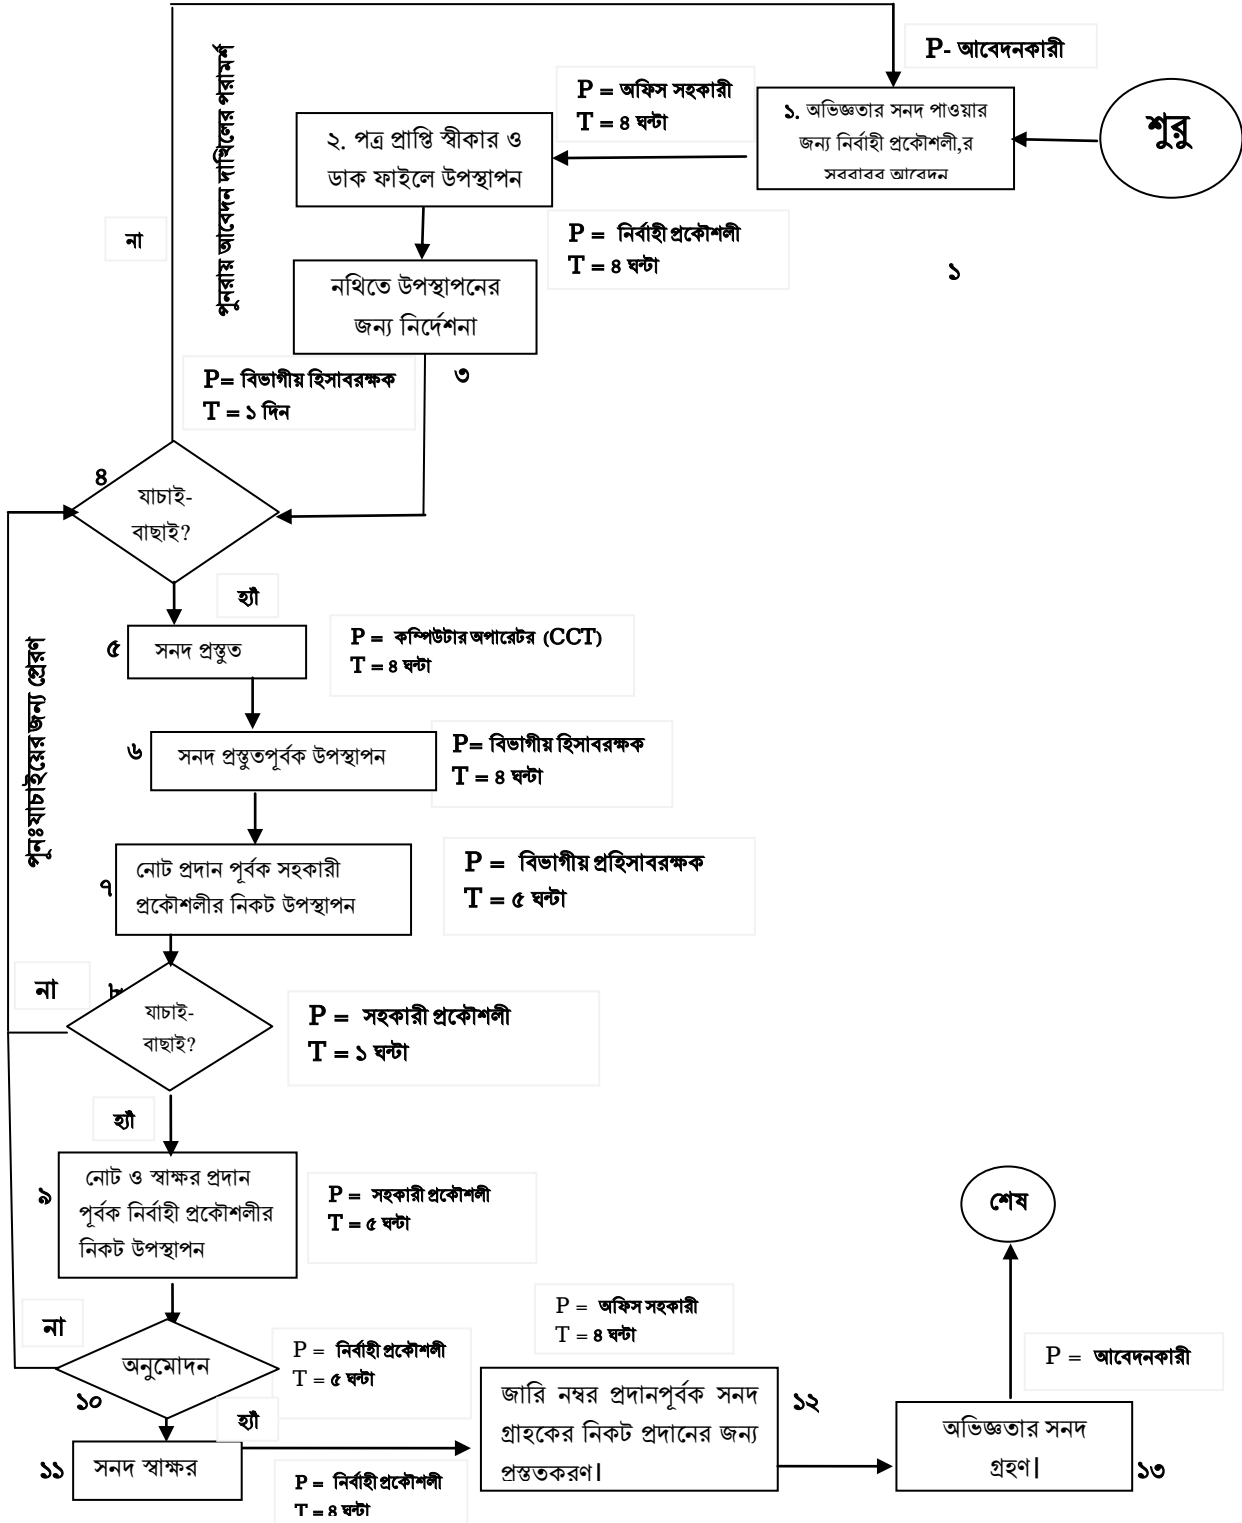 P- আবেদনকারী
শুরু
১. অভিজ্ঞতার সনদ পাওয়ার
জন্য নির্বাহী প্রকৌশলী,র
সরবারর আবেদন
P = অফিস সহকারী
T = ৪ ঘন্টা
২. পত্র প্রাপ্তি স্বীকার ও
ডাক ফাইলে উপস্থাপন
P = নির্বাহী প্রকৌশলী
T = ৪ ঘন্টা
১
নথিতে উপস্থাপনের
জন্য নির্দেশনা
৩
পুনরায় আবেদন দাখিলের পরামর্শ
না
P= বিভাগীয় হিসাবরক্ষক
T = ১ দিন
৪
যাচাই-
বাছাই?
হ্যাঁ
৫
সনদ প্রস্তুত
P = কম্পিউটার অপারেটর (CCT)
T = ৪ ঘন্টা
পুনঃযাচাইয়ের জন্য প্রেরণ
৬
সনদ প্রস্তুতপূর্বক উপস্থাপন
P= বিভাগীয় হিসাবরক্ষক
T = ৪ ঘন্টা
৭
নোট প্রদান পূর্বক সহকারী
প্রকৌশলীর নিকট উপস্থাপন
P = বিভাগীয় প্রহিসাবরক্ষক
T = ৫ ঘন্টা
না
৮
যাচাই-
বাছাই?
P = সহকারী প্রকৌশলী
T = ১ ঘন্টা
হ্যাঁ
৯
নোট ও স্বাক্ষর প্রদান
পূর্বক নির্বাহী প্রকৌশলীর
নিকট উপস্থাপন
P = সহকারী প্রকৌশলী
T = ৫ ঘন্টা
না
অনুমোদন
১০
P = নির্বাহী প্রকৌশলী
T = ৫ ঘন্টা
হ্যাঁ
১১
সনদ স্বাক্ষর
P = নির্বাহী প্রকৌশলী
T = ৪ ঘন্টা
P = অফিস সহকারী
T = ৪ ঘন্টা
জারি নম্বর প্রদানপূর্বক সনদ
গ্রাহকের নিকট প্রদানের জন্য
প্রস্তুতকরণ।
১২
অভিজ্ঞতার সনদ
গ্রহণ।
১৩
P = আবেদনকারী
শেষ